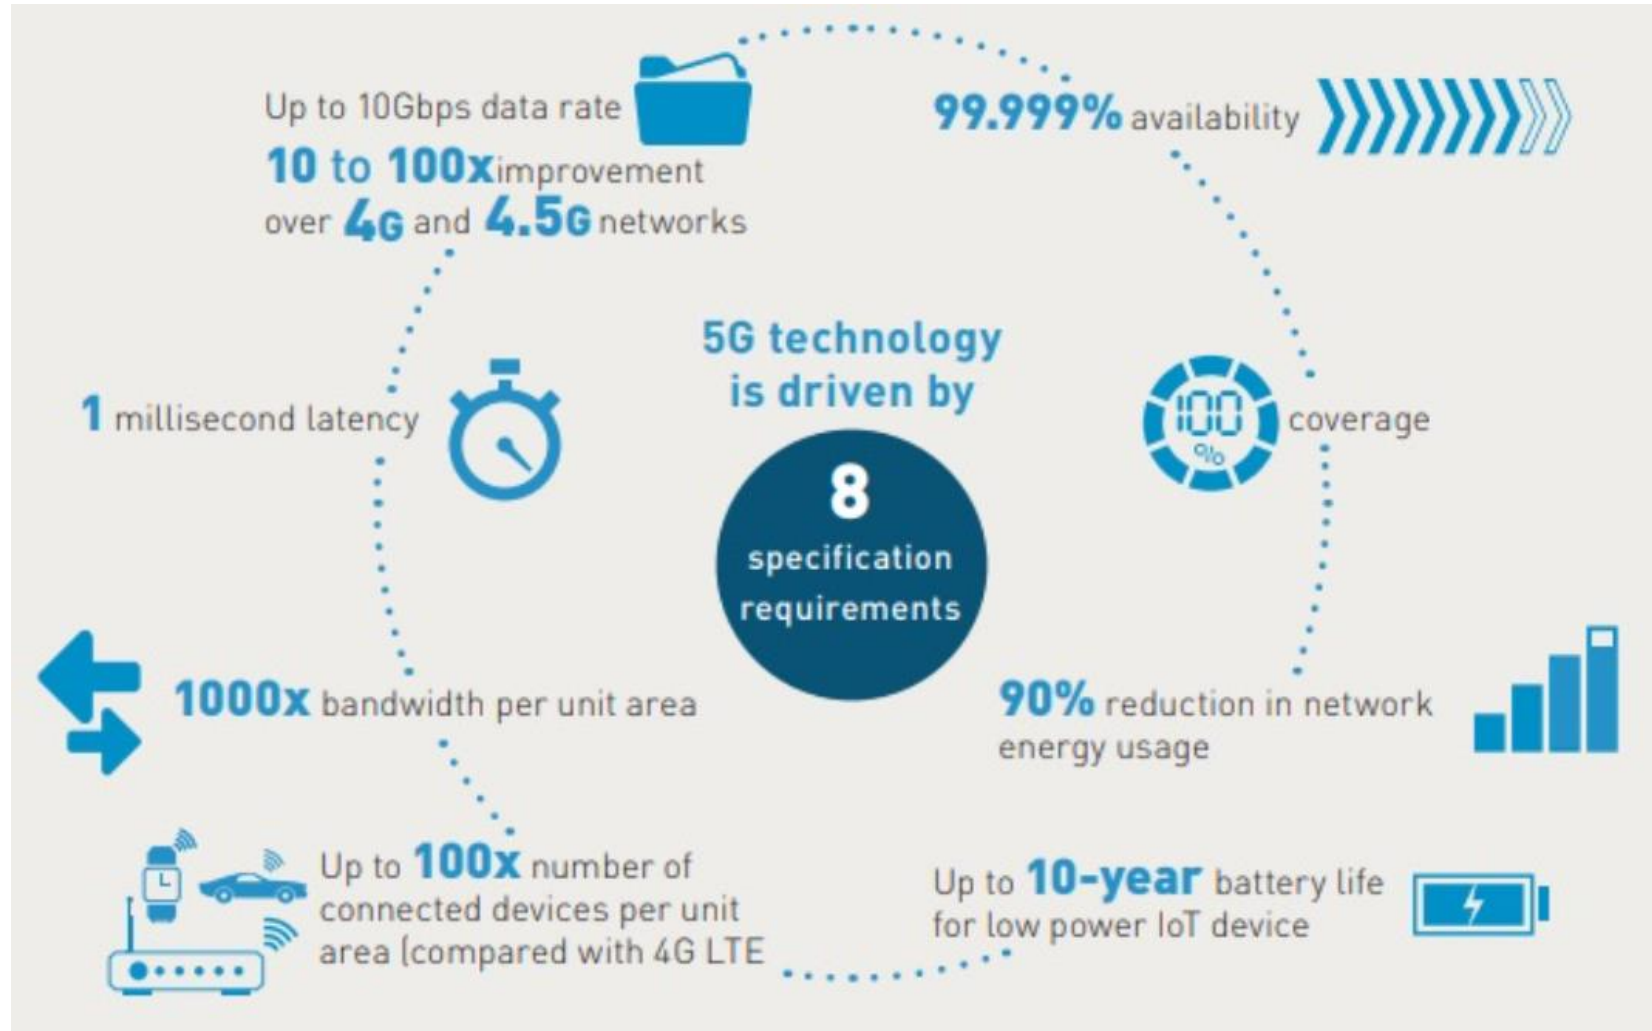 Up to 10Gbps data rate
10 to 100x improvement
over 4G and 4.5G networks
99.999% availability
5G technology
is driven by
8
specification
requirements
1 millisecond latency
100
%
coverage
1000x bandwidth per unit area
90% reduction in network
energy usage
Up to 100x number of
connected devices per unit
area (compared with 4G LTE
Up to 10-year battery life
for low power IoT device